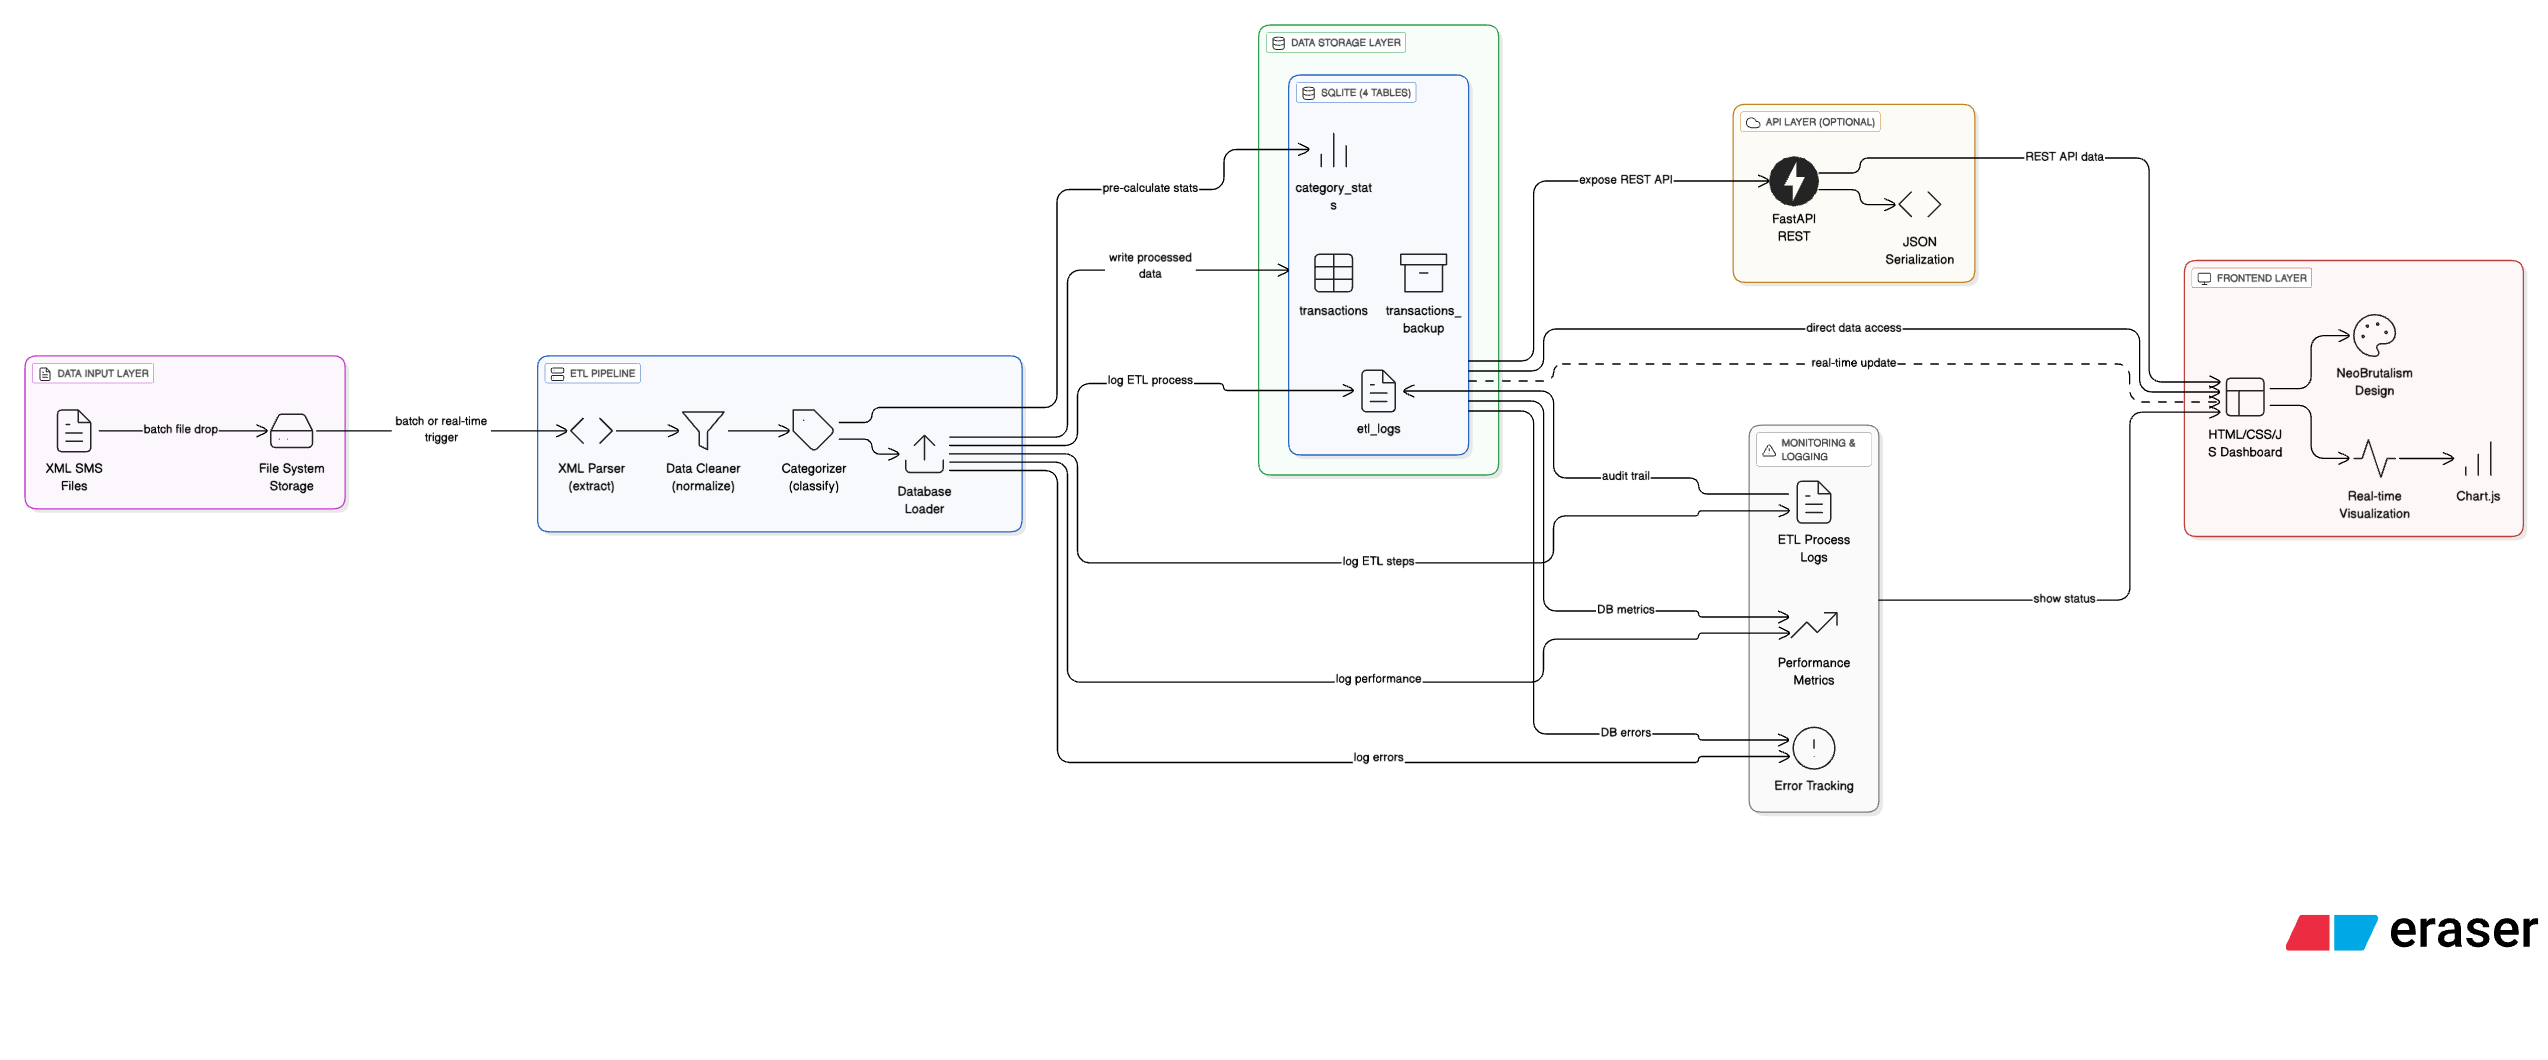 DATA STORAGE LAYER
SQLITE (4 TABLES)
category_stat
s
transactions
transactions_
backup
etl_logs
pre-calculate stats
write processed
data
log ETL process
DATA INPUT LAYER
XML SMS
Files
batch file drop
File System
Storage
batch or real-time
trigger
ETL PIPELINE
XML Parser
(extract)
Data Cleaner
(normalize)
Categorizer
(classify)
Database
Loader
log ETL steps
log performance
log errors
API LAYER (OPTIONAL)
expose REST API
FastAPI
REST
JSON
Serialization
REST API data
direct data access
real-time update
audit trail
DB metrics
DB errors
MONITORING &
LOGGING
ETL Process
Logs
Performance
Metrics
Error Tracking
show status
FRONTEND LAYER
HTML/CSS/J
S Dashboard
NeoBrutalism
Design
Real-time
Visualization
Chart.js
eraser